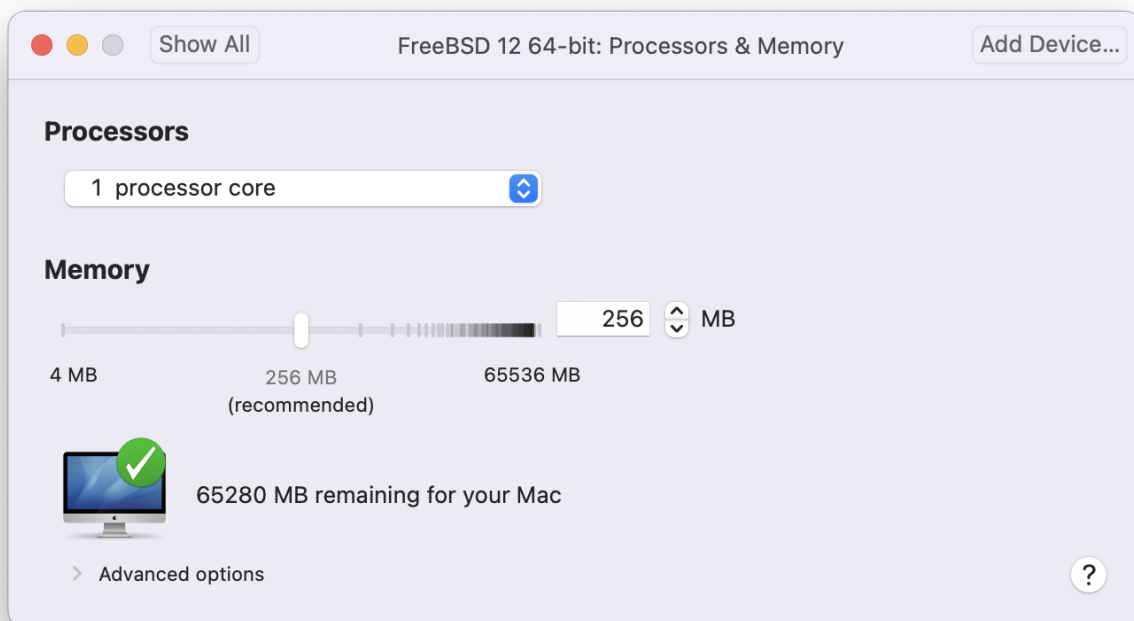 Show All
FreeBSD 12 64-bit: Processors & Memory
Add Device...
Processors
1 processor core
Memory
256
MB
4 MB
256 MB
65536 MB
(recommended)
65280 MB remaining for your Mac
Advanced options
?